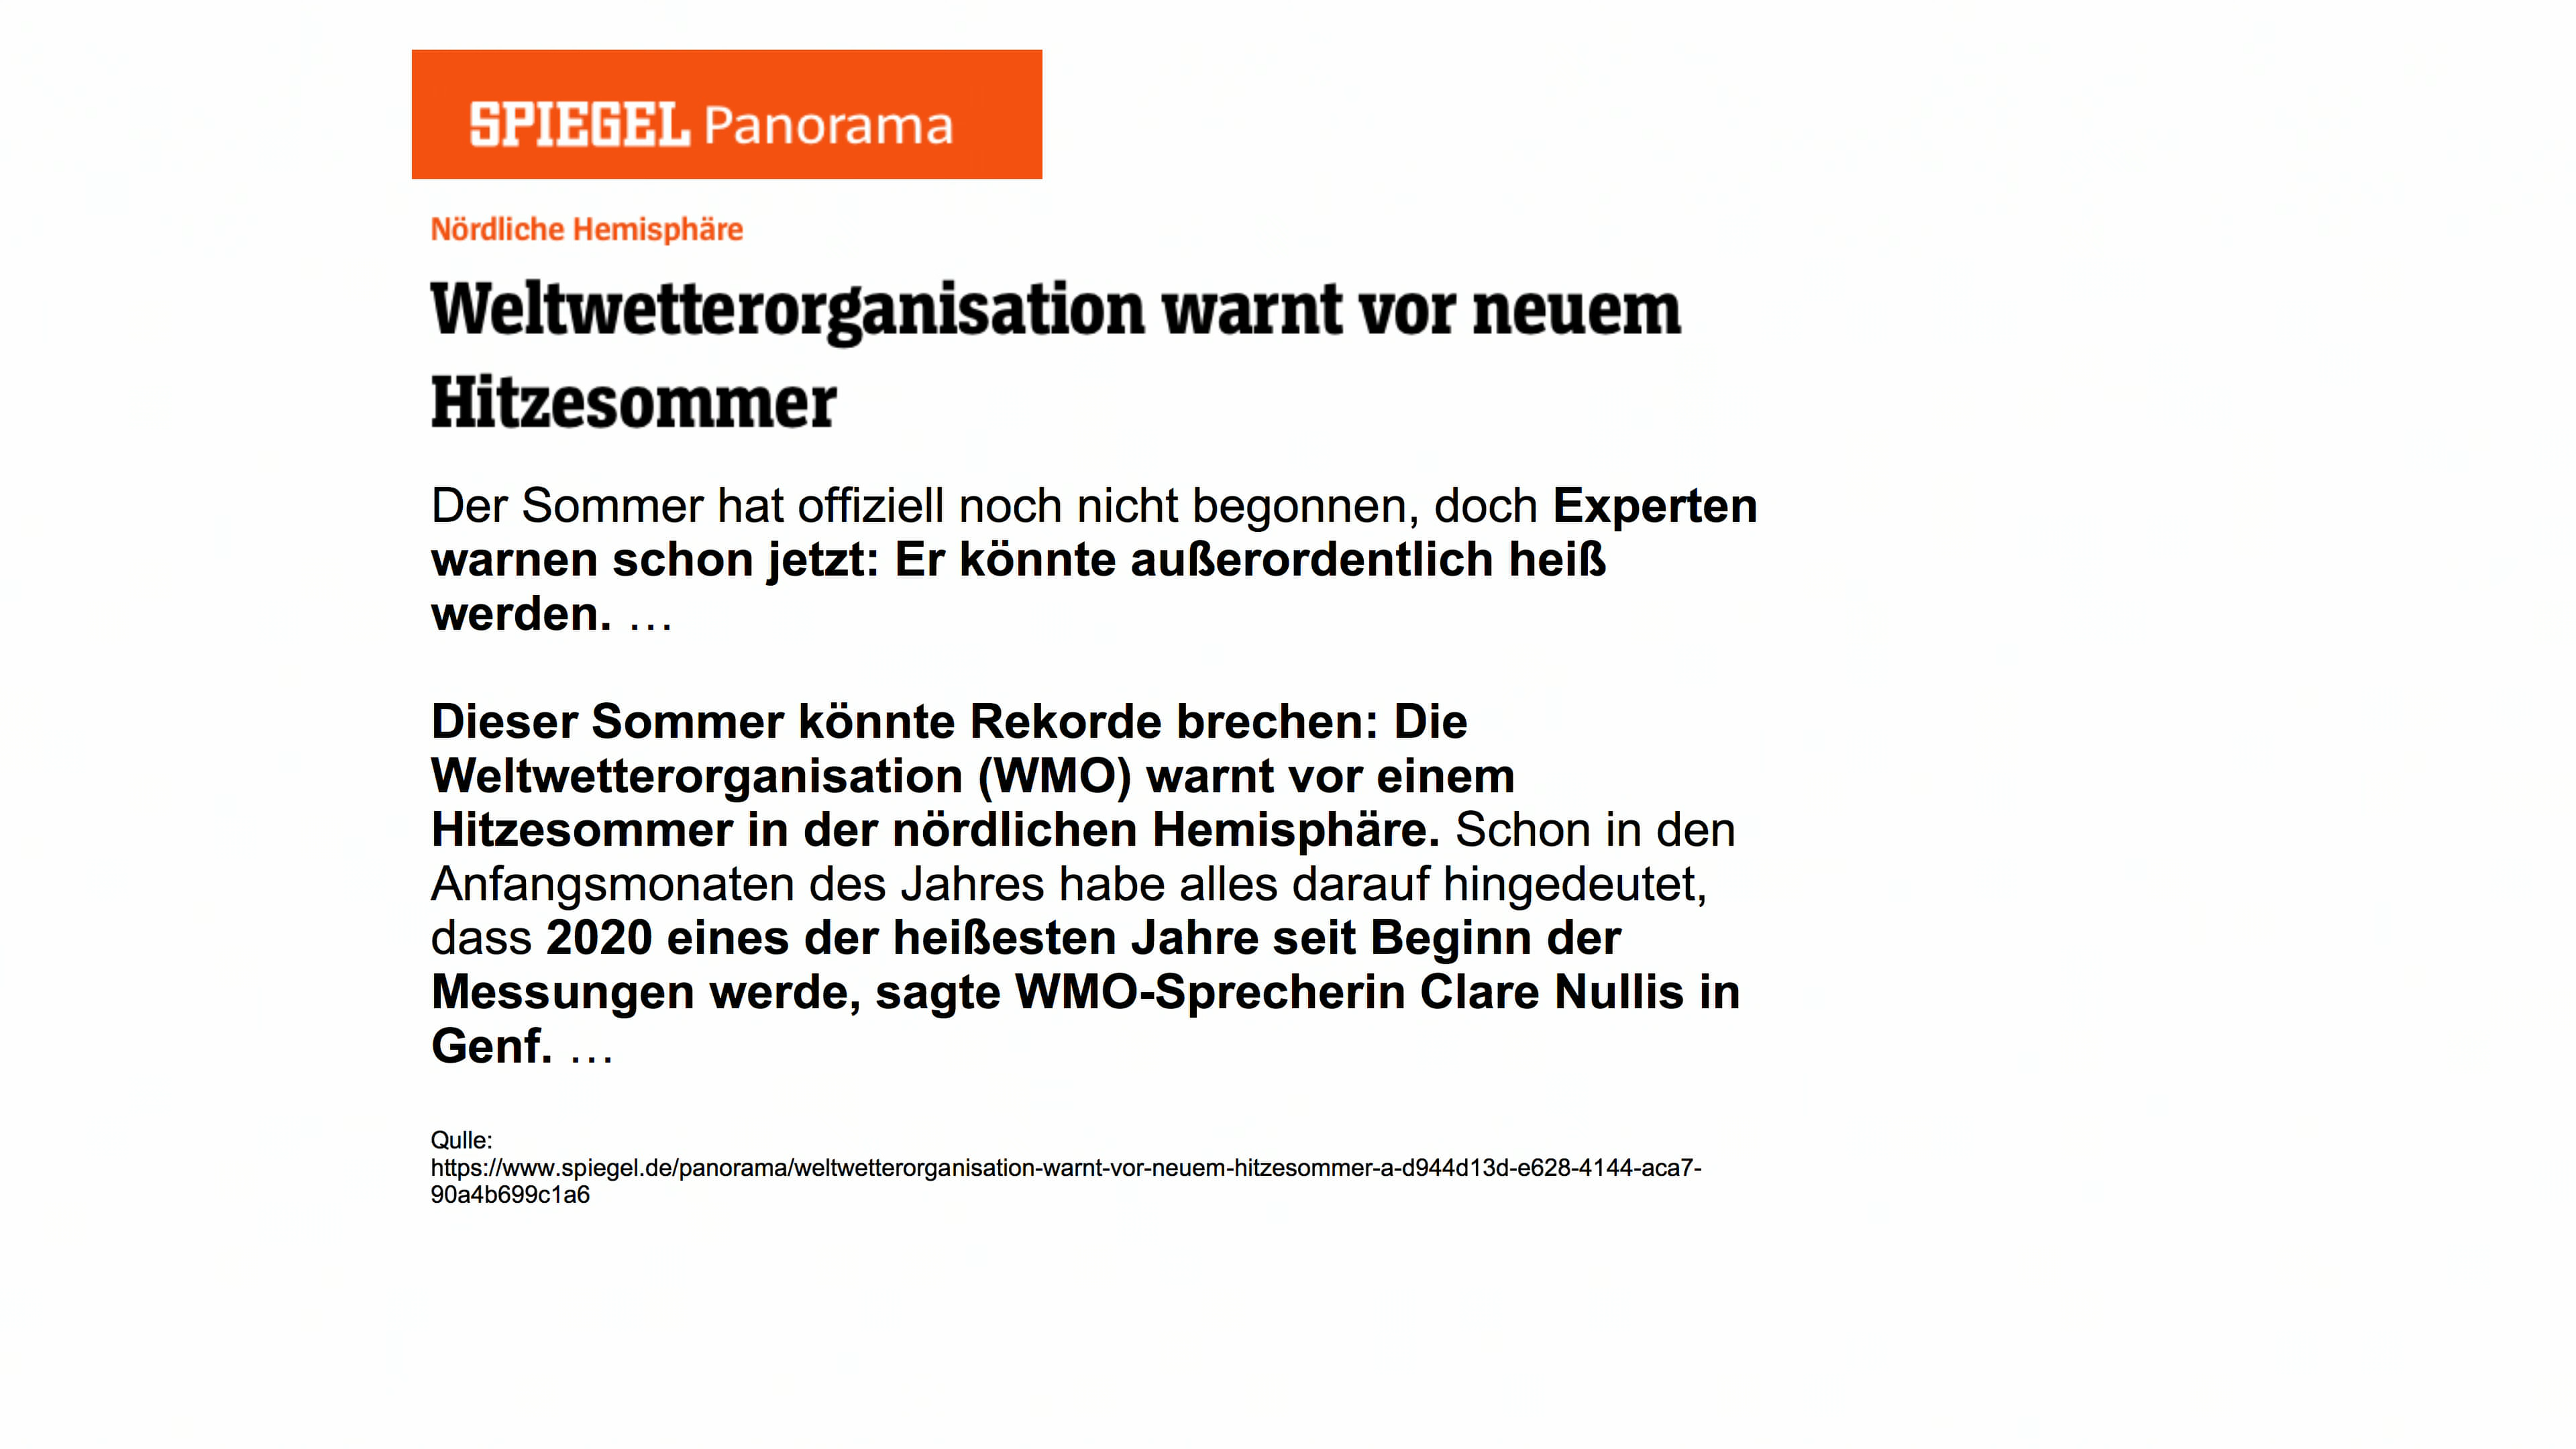 SPIEGEL Panorama
Nördliche Hemisphäre
Weltwetterorganisation warnt vor neuem
Hitzesommer
Der Sommer hat offiziell noch nicht begonnen, doch Experten
warnen schon jetzt: Er könnte außerordentlich heiß
werden. …
Dieser Sommer könnte Rekorde brechen: Die
Weltwetterorganisation (WMO) warnt vor einem
Hitzesommer in der nördlichen Hemisphäre. Schon in den
Anfangsmonaten des Jahres habe alles darauf hingedeutet,
dass 2020 eines der heißesten Jahre seit Beginn der
Messungen werde, sagte WMO-Sprecherin Clare Nullis in
Genf. …
Qulle:
https://www.spiegel.de/panorama/weltwetterorganisation-warnt-vor-neuem-hitzesommer-a-d944d13d-e628-4144-aca7-
90a4b699c1a6